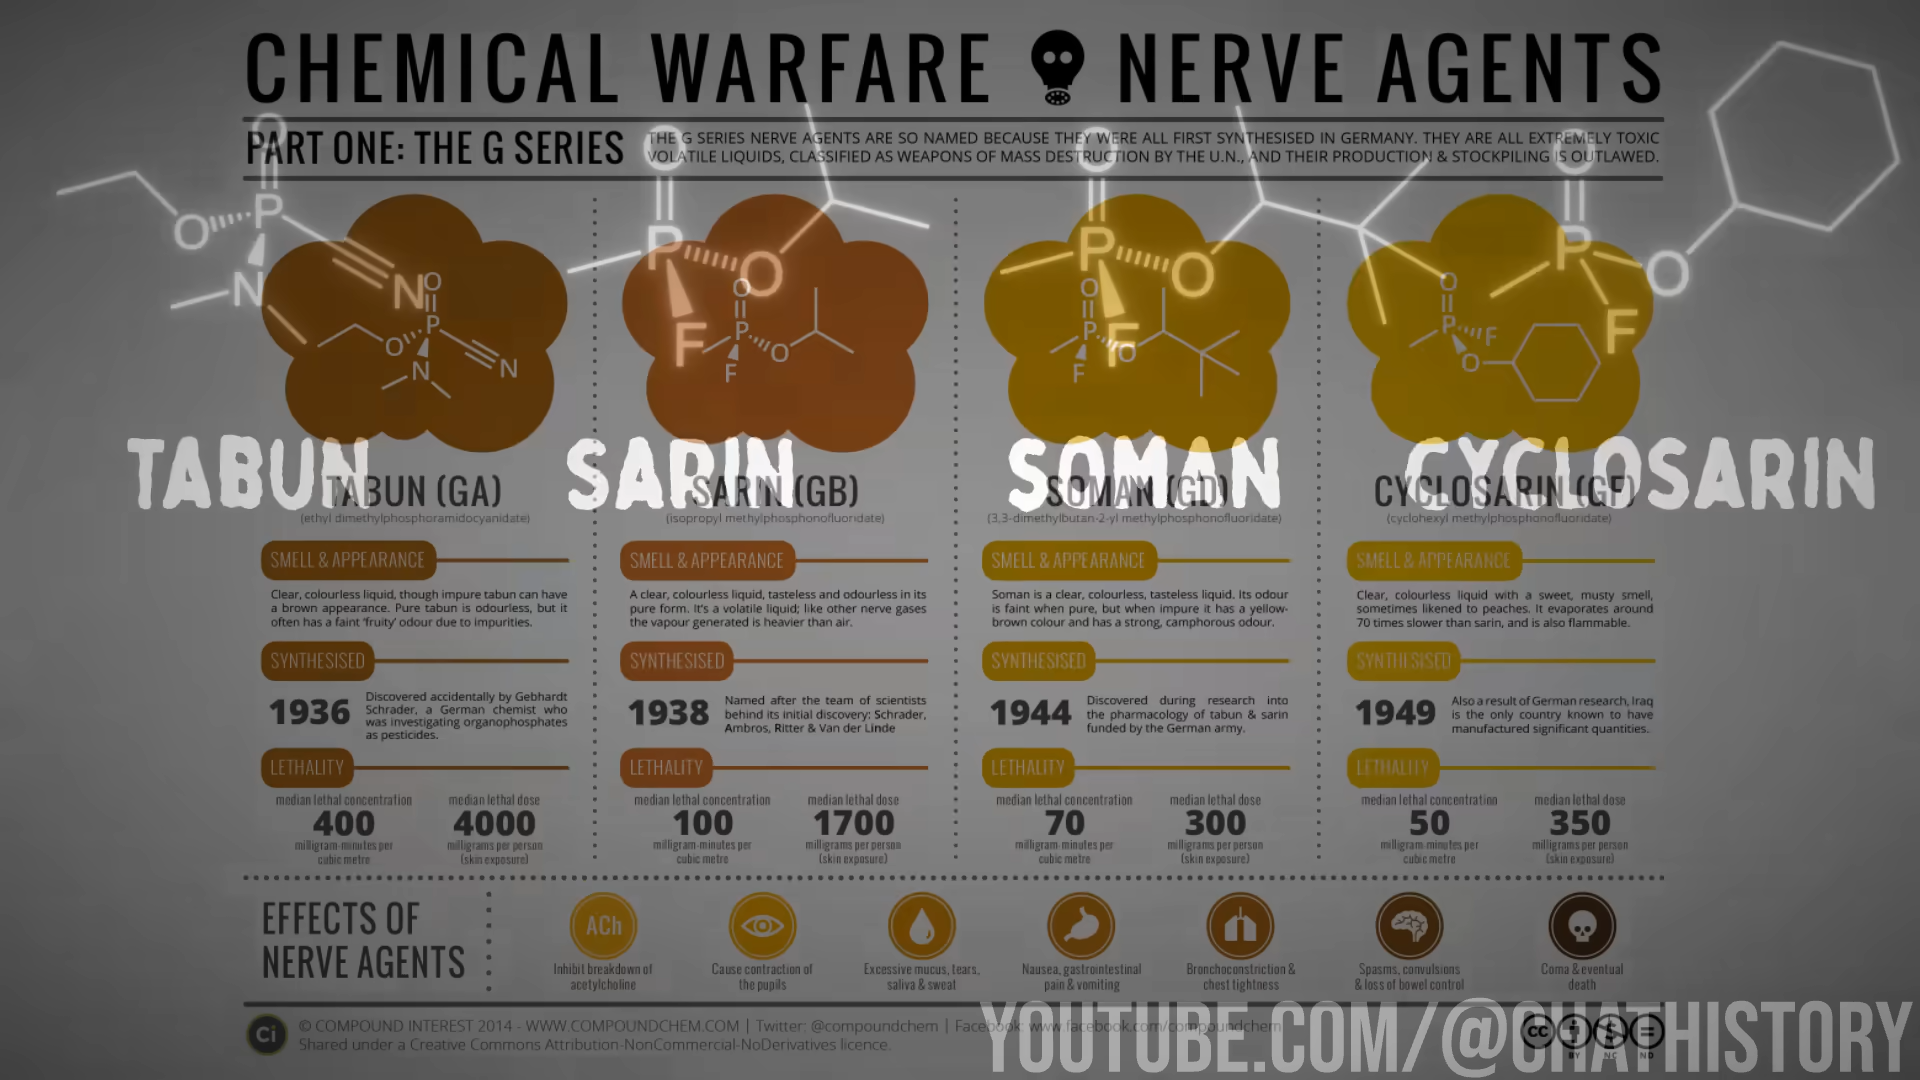 CHEMICAL WARFARE NERVE AGENTS
PART ONE: THE G SERIES
THE G SERIES NERVE AGENTS ARE SO NAMED BECAUSE THEY WERE ALL FIRST SYNTHESISED IN GERMANY. THEY ARE ALL EXTREMELY TOXIC
VOLATILE LIQUIDS, CLASSIFIED AS WEAPONS OF MASS DESTRUCTION BY THE U.N., AND THEIR PRODUCTION & STOCKPILING IS OUTLAWED.
O P O N N
O P O F
O P O F
O P O F
O P O N N
O P O F
O P O F
O P F O
TABUN SARIN SOMAN CYCLOSARIN
TABUN (GA)
(ethyl dimethylphosphoramidocyanidate)
SMELL & APPEARANCE
Clear, colourless liquid, though impure tabun can have
a brown appearance. Pure tabun is odourless, but it
often has a faint 'fruity' odour due to impurities.
SYNTHESISED
1936
Discovered accidentally by Gebhardt
Schrader, a German chemist who
was investigating organophosphates
as pesticides.
LETHALITY
median lethal concentration
400
milligram-minutes per
cubic metre
median lethal dose
4000
milligrams per person
(skin exposure)
SARIN (GB)
(isopropyl methylphosphonofluoridate)
SMELL & APPEARANCE
A clear, colourless liquid, tasteless and odourless in its
pure form. It's a volatile liquid; like other nerve gases
the vapour generated is heavier than air.
SYNTHESISED
1938
Named after the team of scientists
behind its initial discovery: Schrader,
Ambros, Ritter & Van der Linde
LETHALITY
median lethal concentration
100
milligram-minutes per
cubic metre
median lethal dose
1700
milligrams per person
(skin exposure)
SOMAN (GD)
(3,3-dimethylbutan-2-yl methylphosphonofluoridate)
SMELL & APPEARANCE
Soman is a clear, colourless, tasteless liquid. Its odour
is faint when pure, but when impure it has a yellow-
brown colour and has a strong, camphorous odour.
SYNTHESISED
1944
Discovered during research into
the pharmacology of tabun & sarin
funded by the German army.
LETHALITY
median lethal concentration
70
milligram-minutes per
cubic metre
median lethal dose
300
milligrams per person
(skin exposure)
CYCLOSARIN (GF)
(cyclohexyl methylphosphonofluoridate)
SMELL & APPEARANCE
Clear, colourless liquid with a sweet, musty smell,
sometimes likened to peaches. It evaporates around
70 times slower than sarin, and is also flammable.
SYNTHESISED
1949
Also a result of German research, Iraq
is the only country known to have
manufactured significant quantities.
LETHALITY
median lethal concentration
50
milligram-minutes per
cubic metre
median lethal dose
350
milligrams per person
(skin exposure)
EFFECTS OF
NERVE AGENTS
ACh
Inhibit breakdown of
acetylcholine
Cause contraction of
the pupils
Excessive mucus, tears,
saliva & sweat
Nausea, gastrointestinal
pain & vomiting
Bronchoconstriction &
chest tightness
Spasms, convulsions
& loss of bowel control
Coma & eventual
death
Ci
© COMPOUND INTEREST 2014 - WWW.COMPOUNDCHEM.COM | Twitter: @compoundchem | Facebook: www.facebook.com/compoundchem
Shared under a Creative Commons Attribution-NonCommercial-NoDerivatives licence.
cc BY NC ND
YOUTUBE.COM/@CHATHISTORY